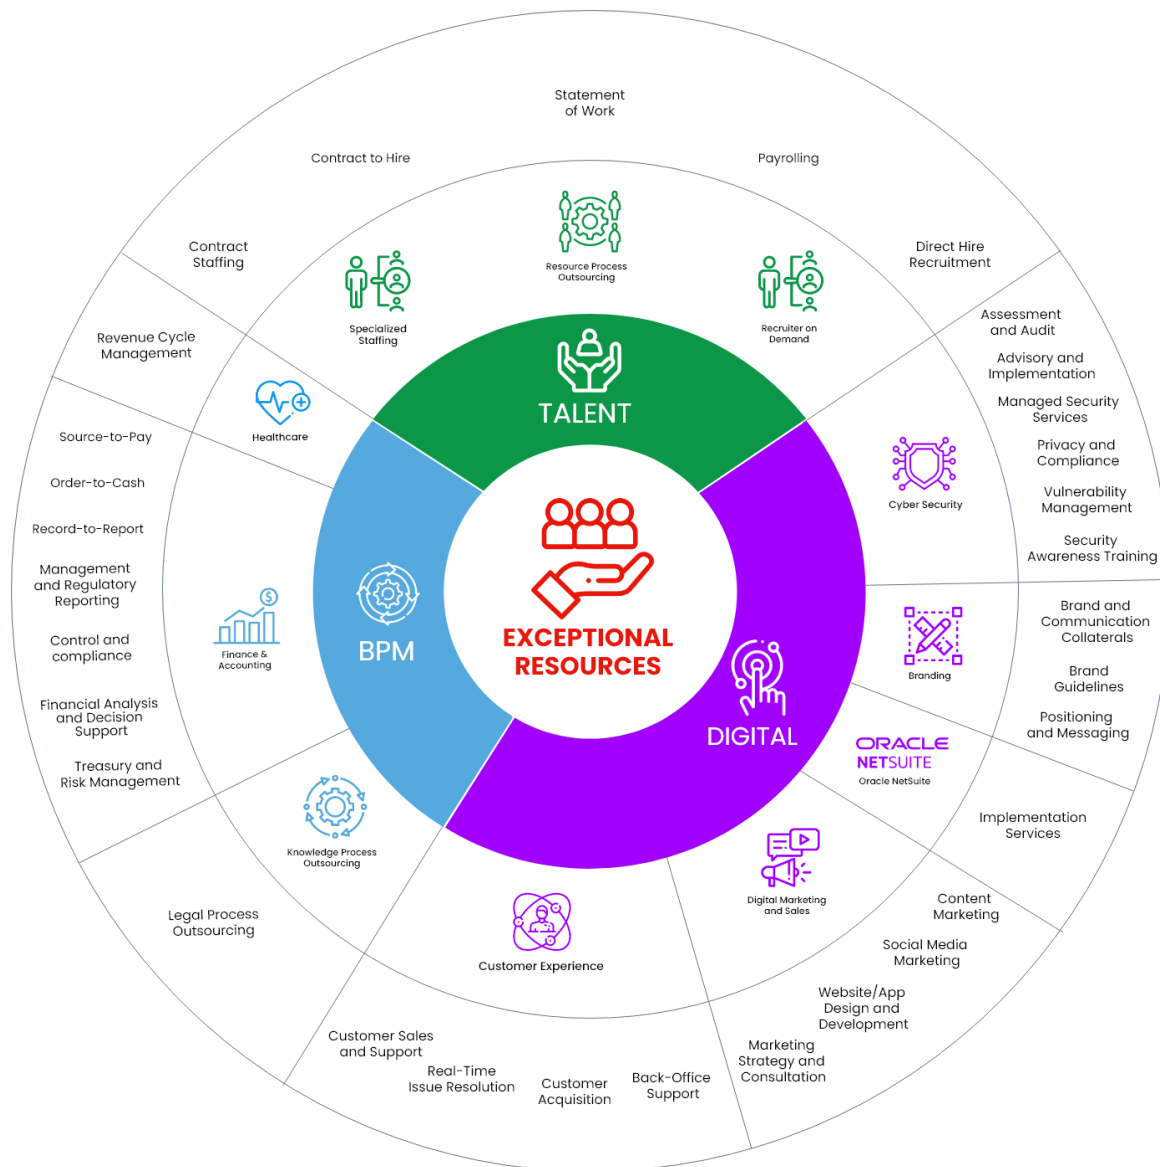 Statement
of Work
Contract to Hire
Payrolling
Contract
Staffing
Direct Hire
Recruitment
Resource Process
Outsourcing
Specialized
Staffing
Recruiter on
Demand
TALENT
Revenue Cycle
Management
Healthcare
Source-to-Pay
Order-to-Cash
Record-to-Report
Management
and Regulatory
Reporting
Control and
compliance
Financial Analysis
and Decision
Support
Treasury and
Risk Management
Finance &
Accounting
BPM
Knowledge Process
Outsourcing
Legal Process
Outsourcing
EXCEPTIONAL
RESOURCES
DIGITAL
Assessment
and Audit
Advisory and
Implementation
Managed Security
Services
Privacy and
Compliance
Vulnerability
Management
Security
Awareness Training
Cyber Security
Brand and
Communication
Collaterals
Brand
Guidelines
Positioning
and Messaging
Branding
ORACLE
NETSUITE
Oracle NetSuite
Implementation
Services
Digital Marketing
and Sales
Content
Marketing
Social Media
Marketing
Website/App
Design and
Development
Marketing
Strategy and
Consultation
Customer Experience
Customer Sales
and Support
Real-Time
Issue Resolution
Customer
Acquisition
Back-Office
Support
$